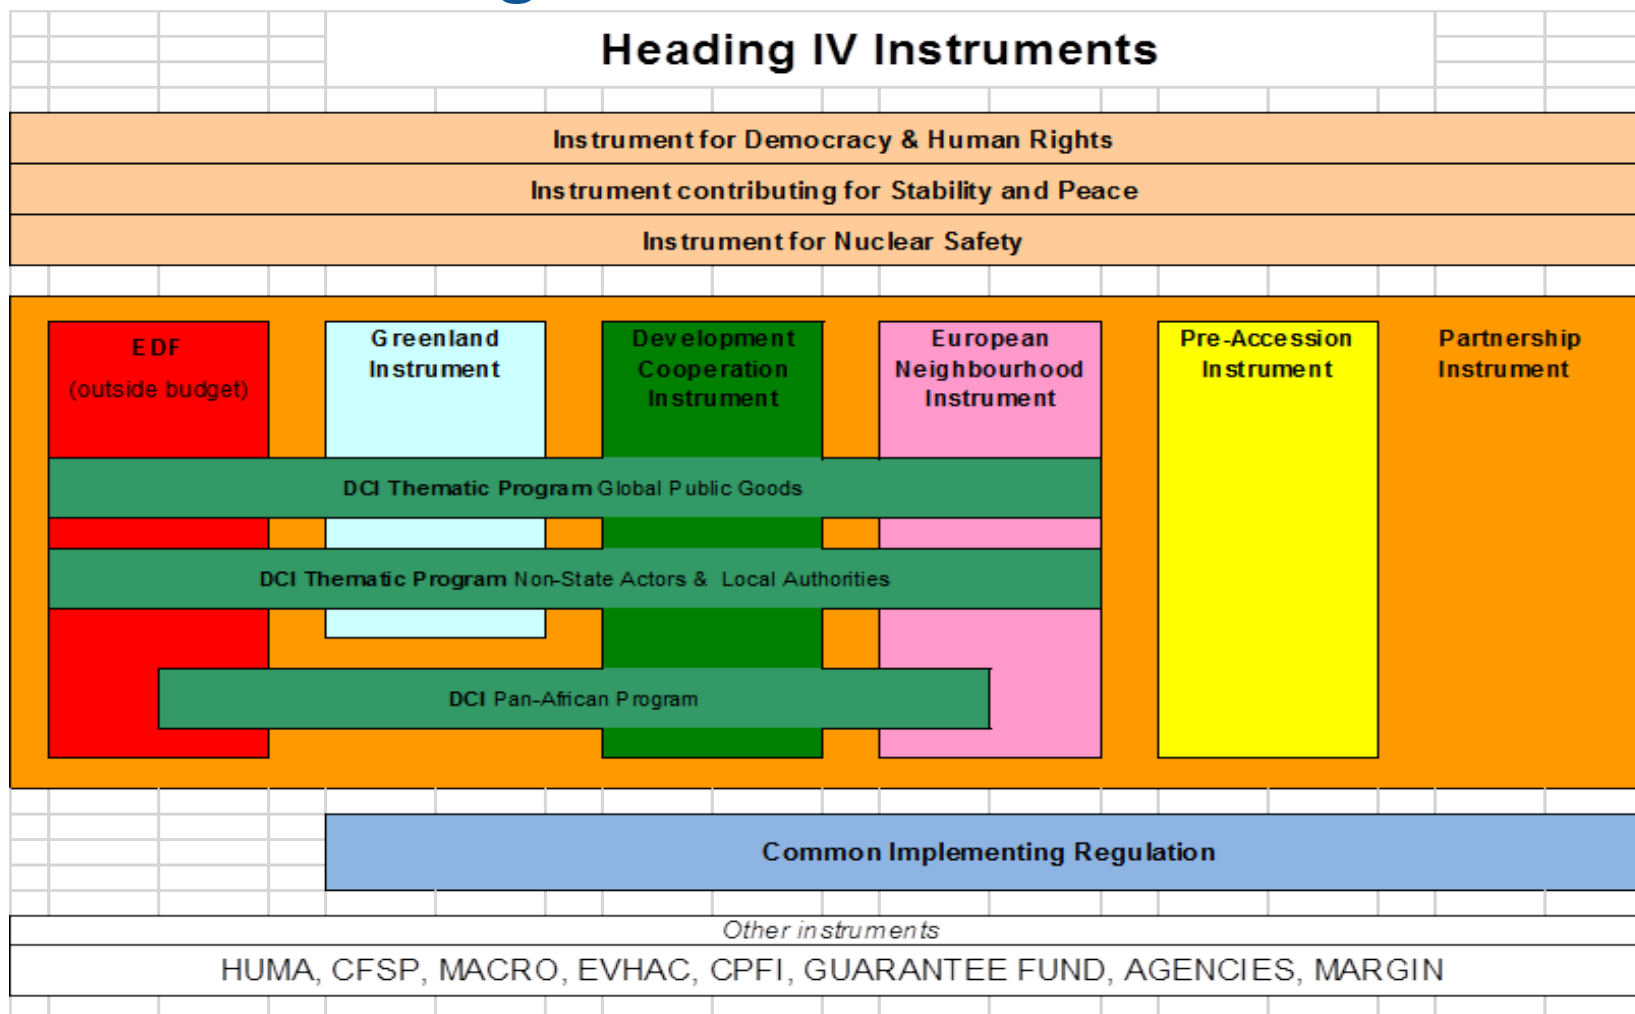 Heading IV Instruments
Instrument for Democracy & Human Rights
Instrument contributing for Stability and Peace
Instrument for Nuclear Safety
EDF
(outside budget)
Greenland
Instrument
Development
Cooperation
Instrument
European
Neighbourhood
Instrument
Pre-Accession
Instrument
Partnership
Instrument
DCI Thematic Program Global Public Goods
DCI Thematic Program Non-State Actors & Local Authorities
DCI Pan-African Program
Common Implementing Regulation
Other instruments
HUMA, CFSP, MACRO, EVHAC, CPFI, GUARANTEE FUND, AGENCIES, MARGIN